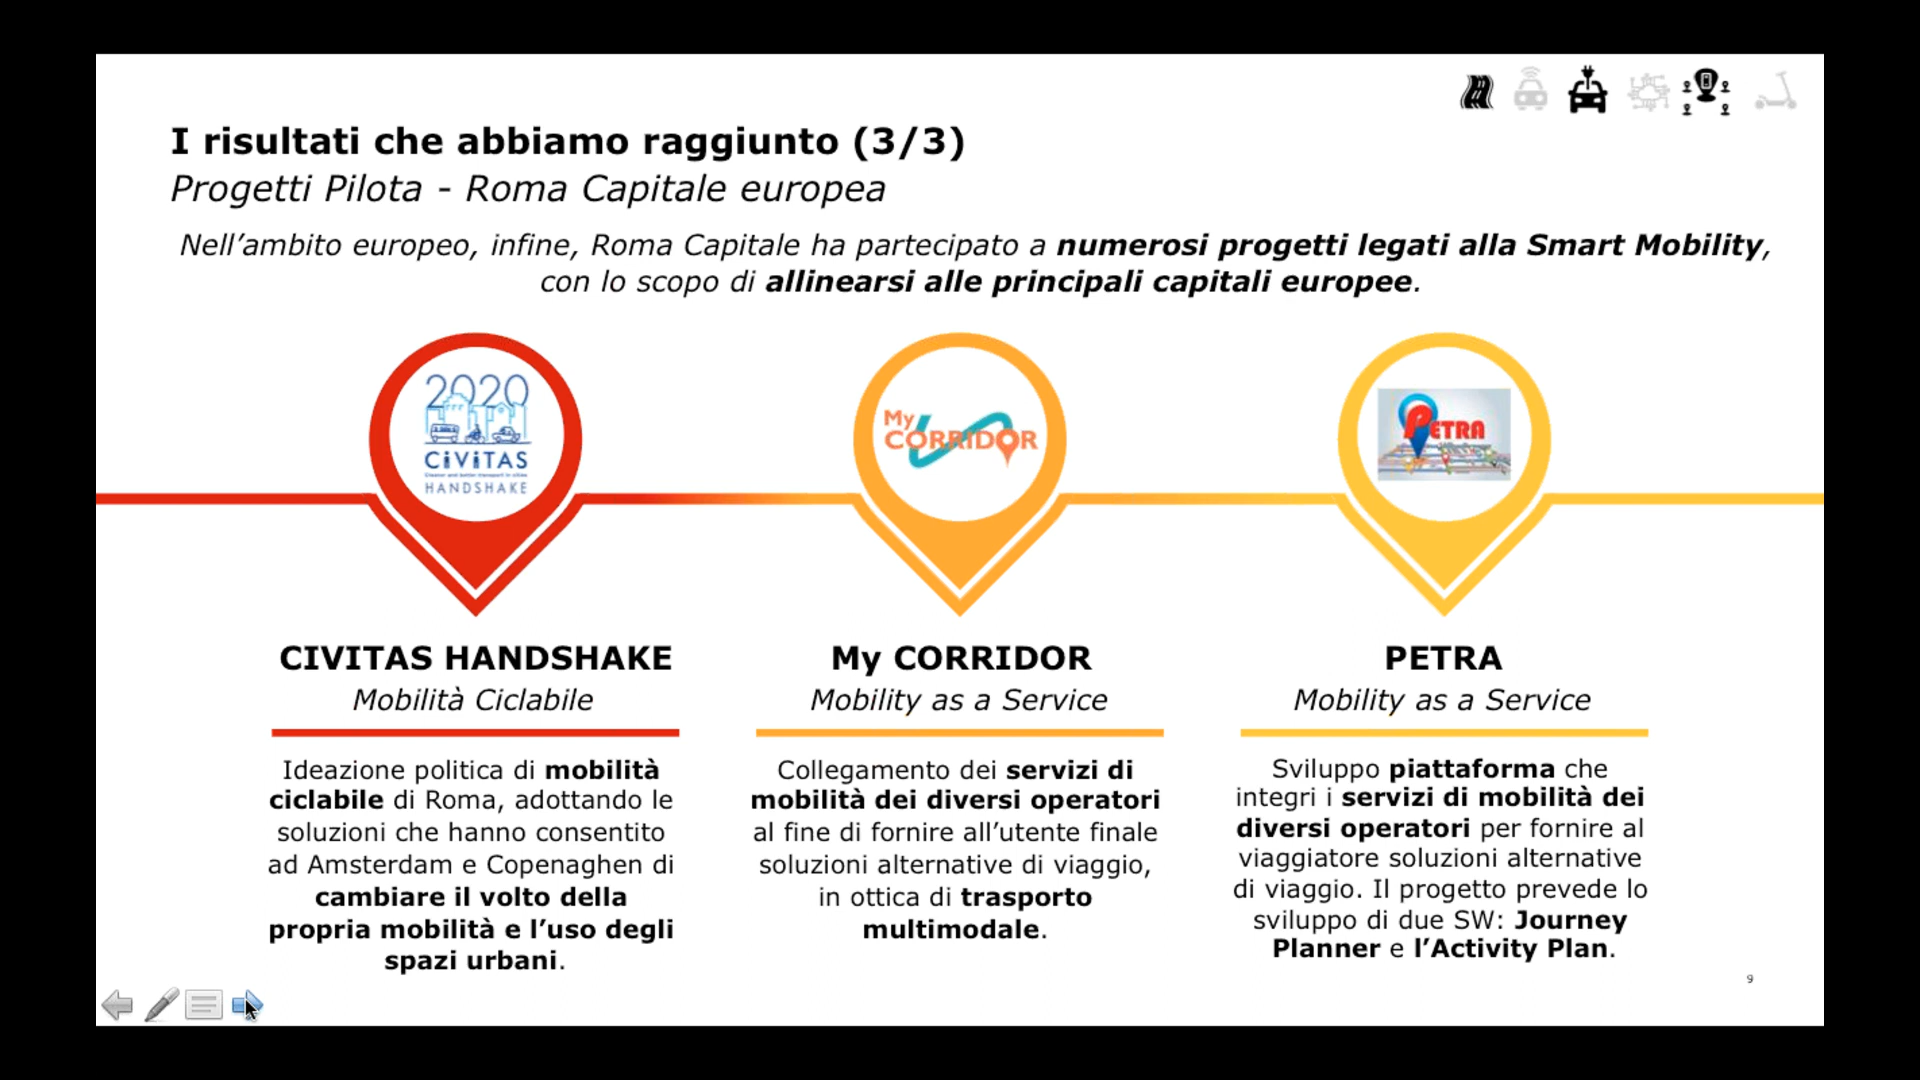 I risultati che abbiamo raggiunto (3/3)
Progetti Pilota - Roma Capitale europea
Nell’ambito europeo, infine, Roma Capitale ha partecipato a numerosi progetti legati alla Smart Mobility,
con lo scopo di allinearsi alle principali capitali europee.
2020
CiViTAS
HANDSHAKE
My
CORRIDOR
PETRA
CIVITAS HANDSHAKE
Mobilità Ciclabile
Ideazione politica di mobilità
ciclabile di Roma, adottando le
soluzioni che hanno consentito
ad Amsterdam e Copenaghen di
cambiare il volto della
propria mobilità e l’uso degli
spazi urbani.
My CORRIDOR
Mobility as a Service
Collegamento dei servizi di
mobilità dei diversi operatori
al fine di fornire all’utente finale
soluzioni alternative di viaggio,
in ottica di trasporto
multimodale.
PETRA
Mobility as a Service
Sviluppo piattaforma che
integri i servizi di mobilità dei
diversi operatori per fornire al
viaggiatore soluzioni alternative
di viaggio. Il progetto prevede lo
sviluppo di due SW: Journey
Planner e l’Activity Plan.
9